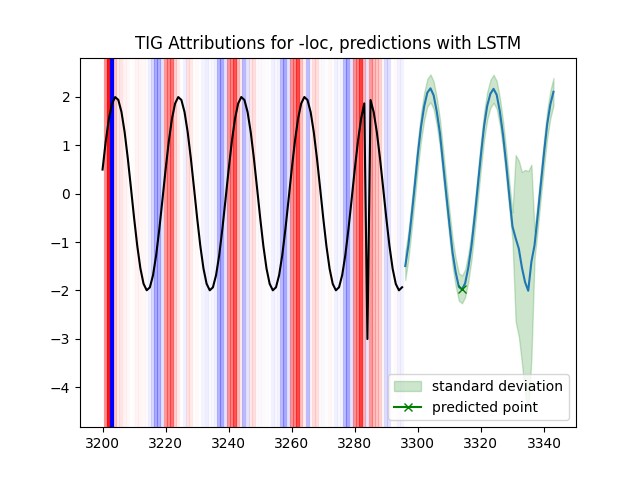 TIG Attributions for -loc, predictions with LSTM
2
1
0
−1
−2
−3
−4
standard deviation
predicted point
3200 3220 3240 3260 3280 3300 3320 3340